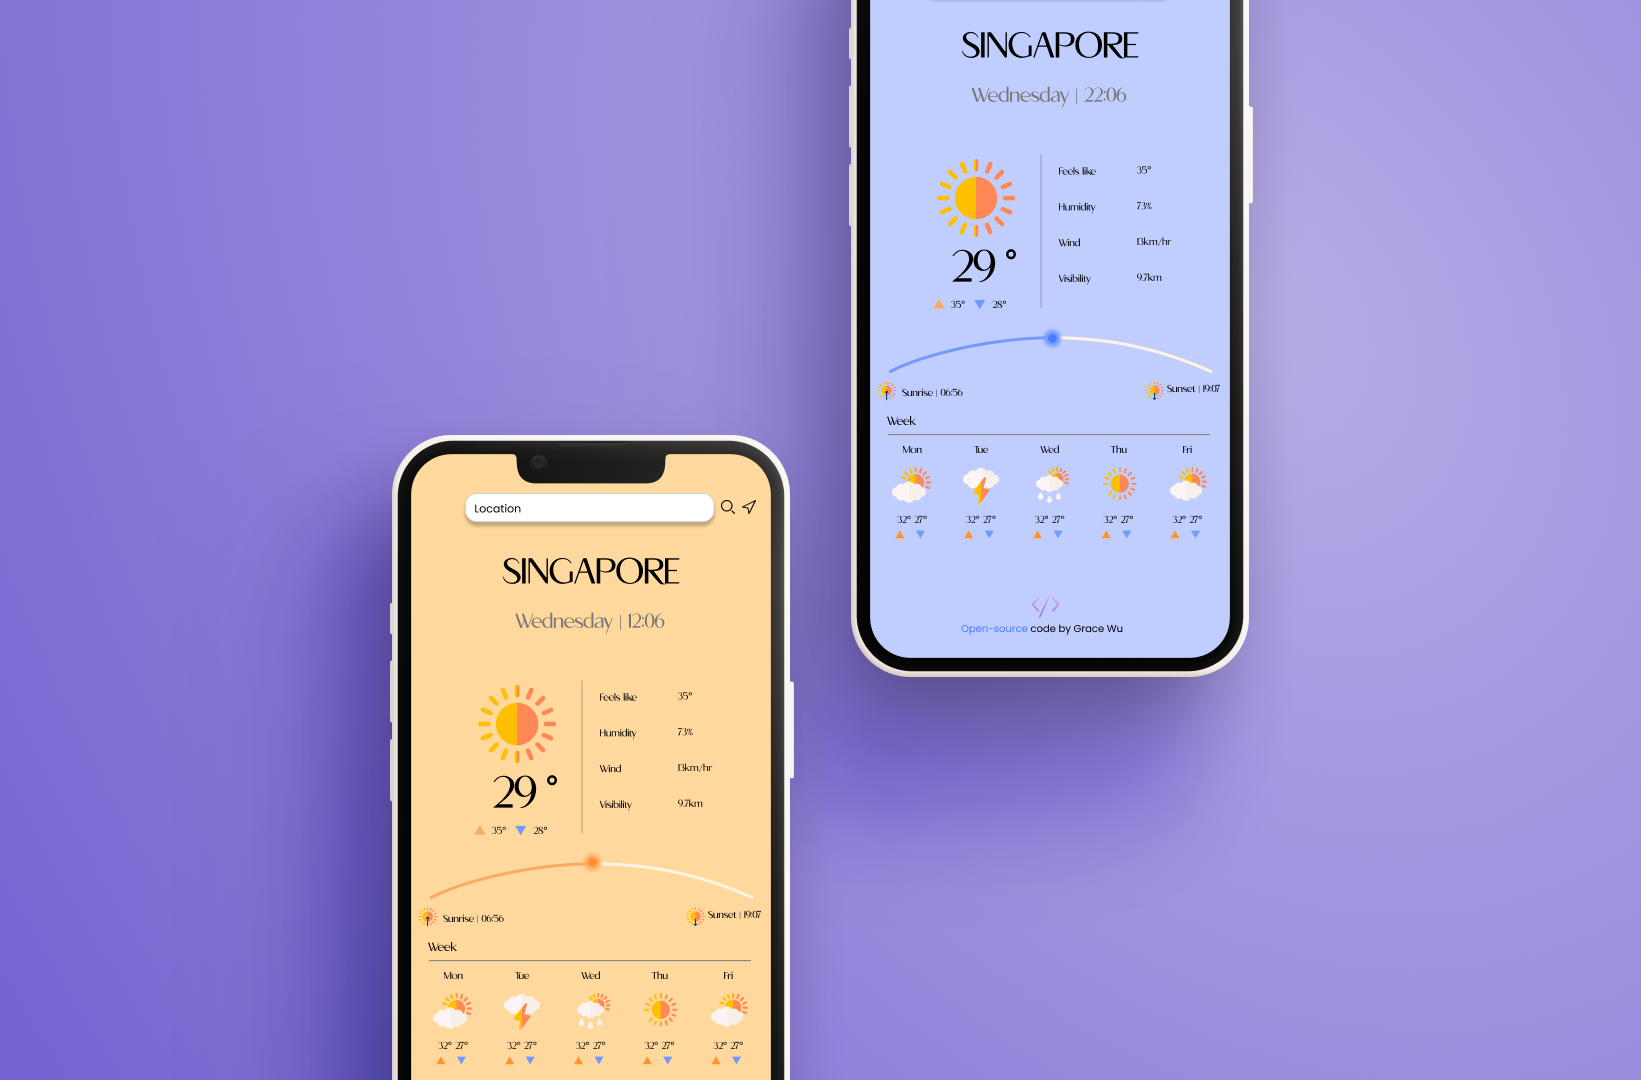 SINGAPORE
Wednesday | 22:06
Feels like 35°
Humidity 73%
Wind 13km/hr
Visibility 9.7km
29°
35° 28°
Sunrise | 06:56
Sunset | 19:07
Week
Mon Tue Wed Thu Fri
32° 27° 32° 27° 32° 27° 32° 27° 32° 27°
</>
Open-source code by Grace Wu
Location
SINGAPORE
Wednesday | 12:06
Feels like 35°
Humidity 73%
Wind 13km/hr
Visibility 9.7km
29°
35° 28°
Sunrise | 06:56
Sunset | 19:07
Week
Mon Tue Wed Thu Fri
32° 27° 32° 27° 32° 27° 32° 27° 32° 27°